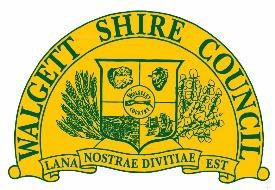 WALGETT SHIRE COUNCIL
LANA NOSTRAE DIVITIAE EST